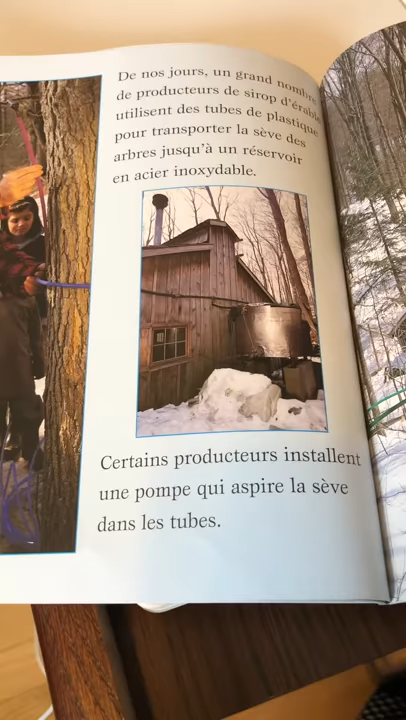 De nos jours, un grand nombre
de producteurs de sirop d'érable
utilisent des tubes de plastique
pour transporter la sève des
arbres jusqu'à un réservoir
en acier inoxydable.
Certains producteurs installent
une pompe qui aspire la sève
dans les tubes.